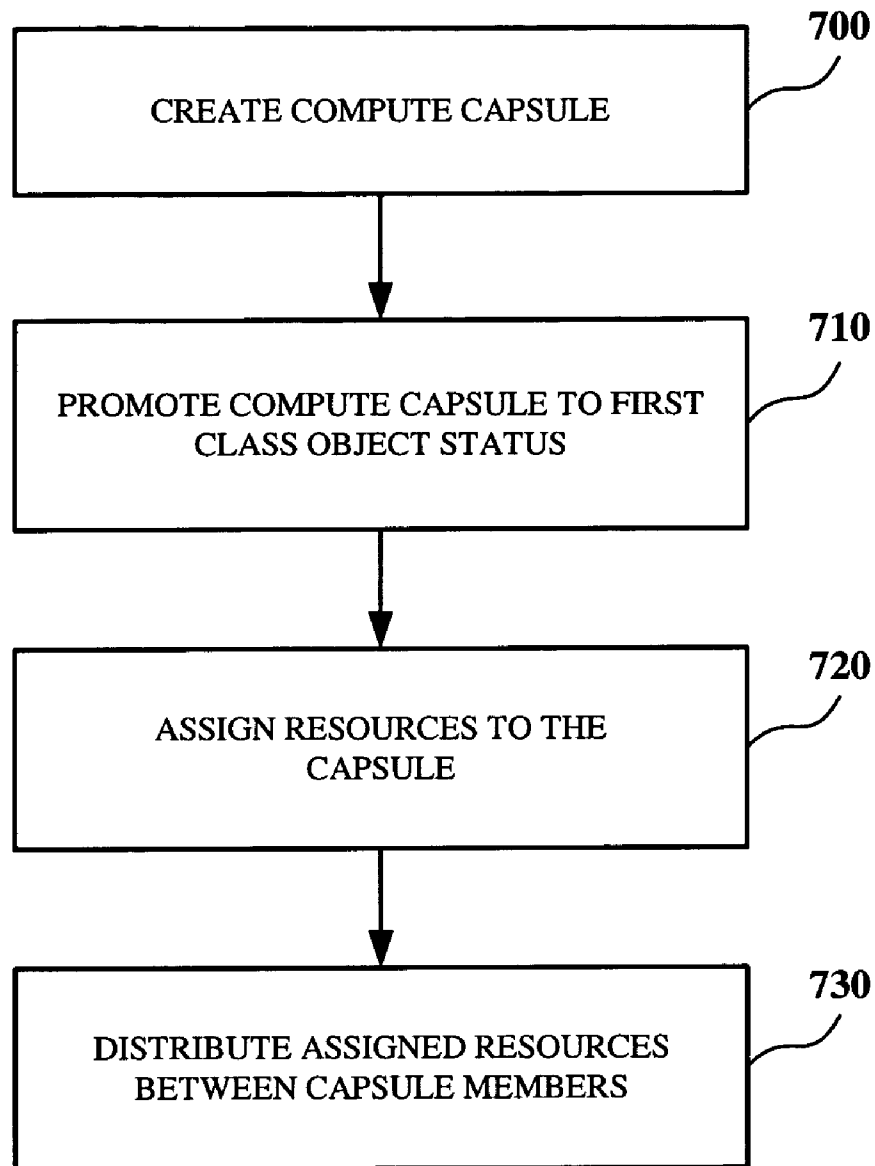 700
CREATE COMPUTE CAPSULE
710
PROMOTE COMPUTE CAPSULE TO FIRST
CLASS OBJECT STATUS
720
ASSIGN RESOURCES TO THE
CAPSULE
730
DISTRIBUTE ASSIGNED RESOURCES
BETWEEN CAPSULE MEMBERS